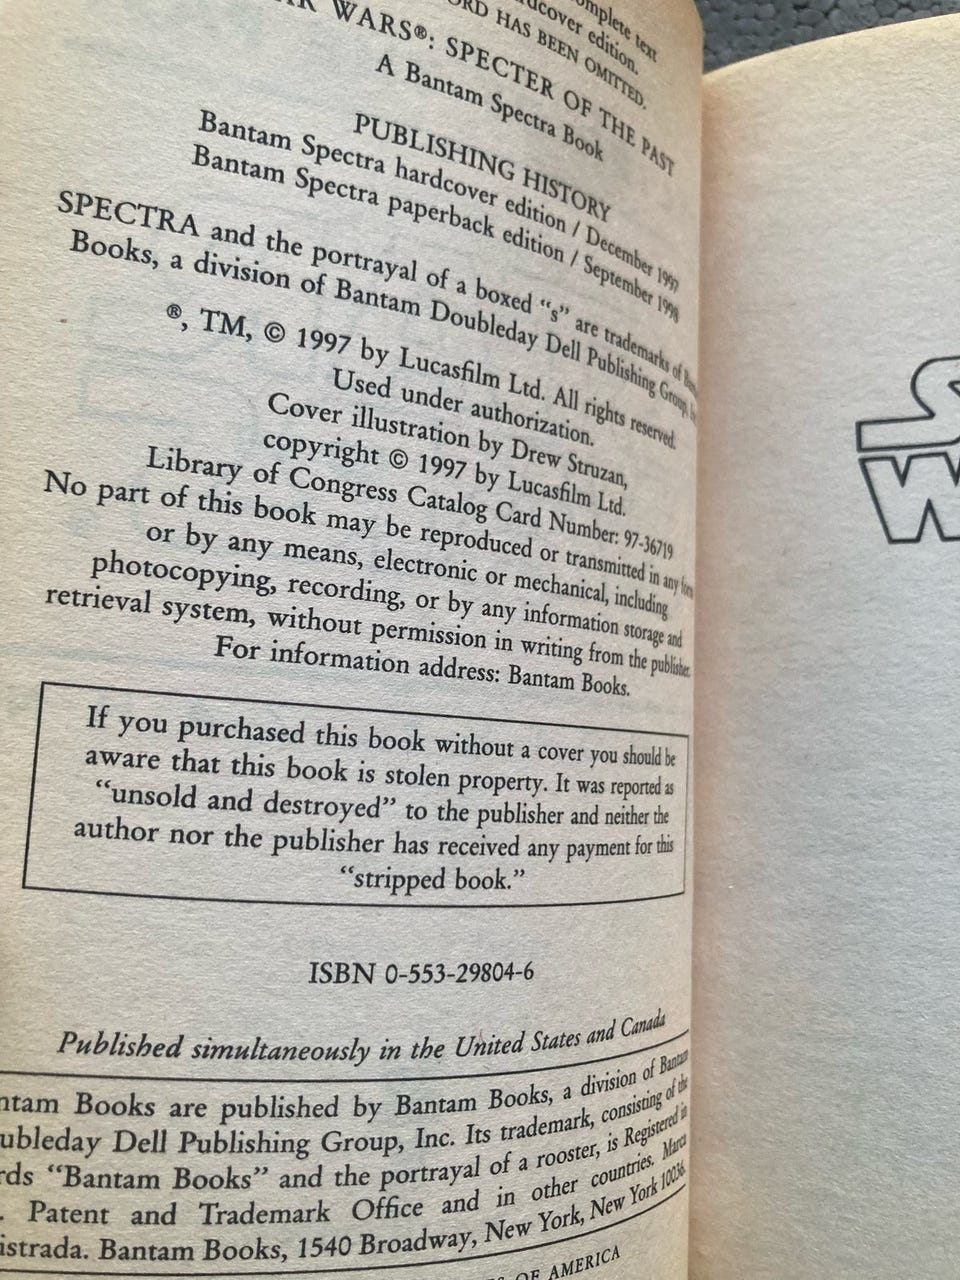 complete text
hardcover edition.
ORD HAS BEEN OMITTED.
WARS®: SPECTER OF THE PAST
A Bantam Spectra Book
PUBLISHING HISTORY
Bantam Spectra hardcover edition / December 1997
Bantam Spectra paperback edition / September 1998
SPECTRA and the portrayal of a boxed “s” are trademarks of
Books, a division of Bantam Doubleday Dell Publishing Group,
®, TM, © 1997 by Lucasfilm Ltd. All rights reserved.
Used under authorization.
Cover illustration by Drew Struzan,
copyright © 1997 by Lucasfilm Ltd.
Library of Congress Catalog Card Number: 97-36719
No part of this book may be reproduced or transmitted in any form
or by any means, electronic or mechanical, including
photocopying, recording, or by any information storage and
retrieval system, without permission in writing from the publisher.
For information address: Bantam Books.
If you purchased this book without a cover you should be
aware that this book is stolen property. It was reported as
“unsold and destroyed” to the publisher and neither the
author nor the publisher has received any payment for this
“stripped book.”
ISBN 0-553-29804-6
Published simultaneously in the United States and Canada
ntam Books are published by Bantam Books, a division of Bantam
ubleday Dell Publishing Group, Inc. Its trademark, consisting of the
rds “Bantam Books” and the portrayal of a rooster, is Registered in
. Patent and Trademark Office and in other countries. Marca
istrada. Bantam Books, 1540 Broadway, New York, New York 10036.
OF AMERICA
S
W